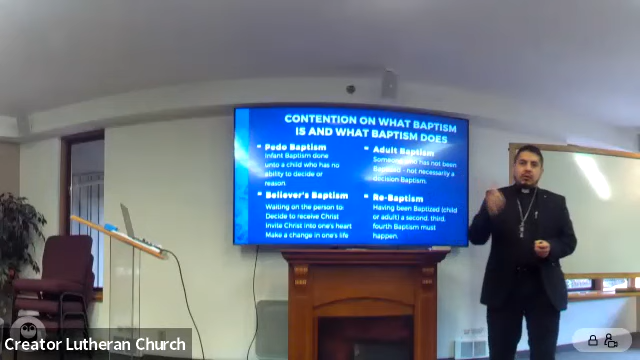 CONTENTION ON WHAT BAPTISM
IS AND WHAT BAPTISM DOES
Pedo Baptism
Infant Baptism done
unto a child who has no
ability to decide or
reason.
Believer's Baptism
Waiting on the person to:
Decide to receive Christ
Invite Christ into one's heart
Make a change in one's life
Adult Baptism
Someone who has not been
Baptized - not necessarily a
decision Baptism.
Re-Baptism
Having been Baptized (child
or adult) a second, third,
fourth Baptism must
happen.
Creator Lutheran Church